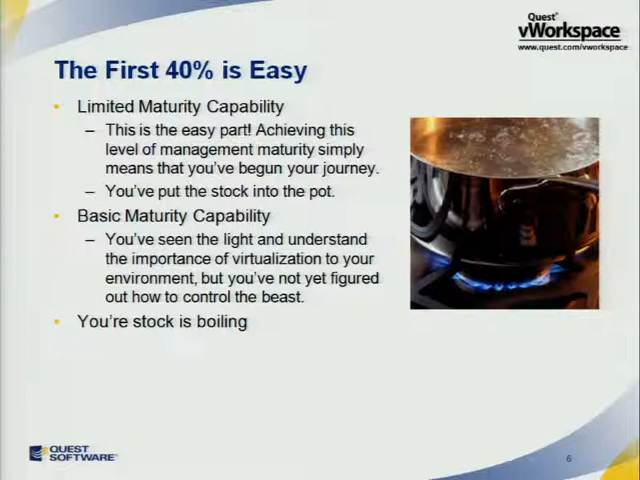 Quest®
vWorkspace
www.quest.com/vworkspace
The First 40% is Easy
• Limited Maturity Capability
– This is the easy part! Achieving this
level of management maturity simply
means that you've begun your journey.
– You've put the stock into the pot.
• Basic Maturity Capability
– You've seen the light and understand
the importance of virtualization to your
environment, but you've not yet figured
out how to control the beast.
• You're stock is boiling
QUEST
SOFTWARE®
6